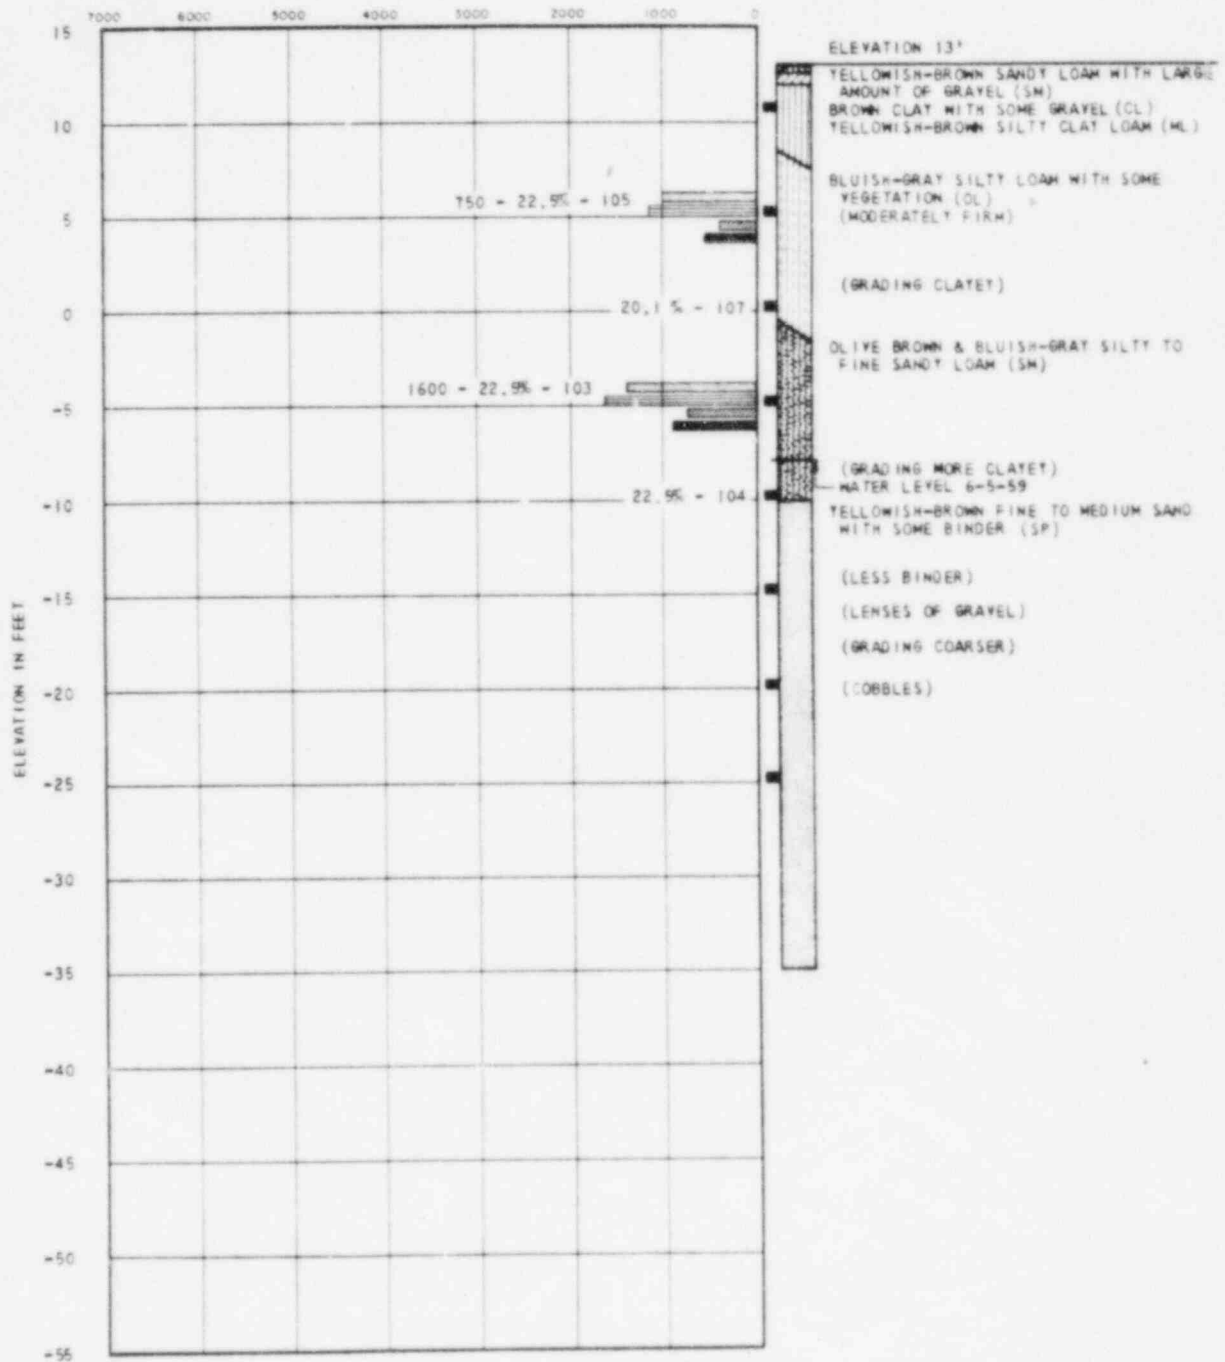 7000 6000 5000 4000 3000 2000 1000 0
15
ELEVATION 13'
YELLOWISH-BROWN SANDY LOAM WITH LARGE
AMOUNT OF GRAVEL (SM)
BROWN CLAY WITH SOME GRAVEL (CL)
10
YELLOWISH-BROWN SILTY CLAY LOAM (ML)
BLUISH-GRAY SILTY LOAM WITH SOME
VEGETATION (OL)
(MODERATELY FIRM)
750 - 22.5% - 105
5
(GRADING CLAYEY)
20.1 % - 107
0
OLIVE BROWN & BLUISH-GRAY SILTY TO
FINE SANDY LOAM (SM)
1600 - 22.5% - 103
-5
(GRADING MORE CLAYEY)
WATER LEVEL 6-5-59
22.9% - 104
-10
YELLOWISH-BROWN FINE TO MEDIUM SAND
WITH SOME BINDER (SP)
(LESS BINDER)
-15
(LENSES OF GRAVEL)
(GRADING COARSER)
-20
(COBBLES)
ELEVATION IN FEET
-25
-30
-35
-40
-45
-50
-55